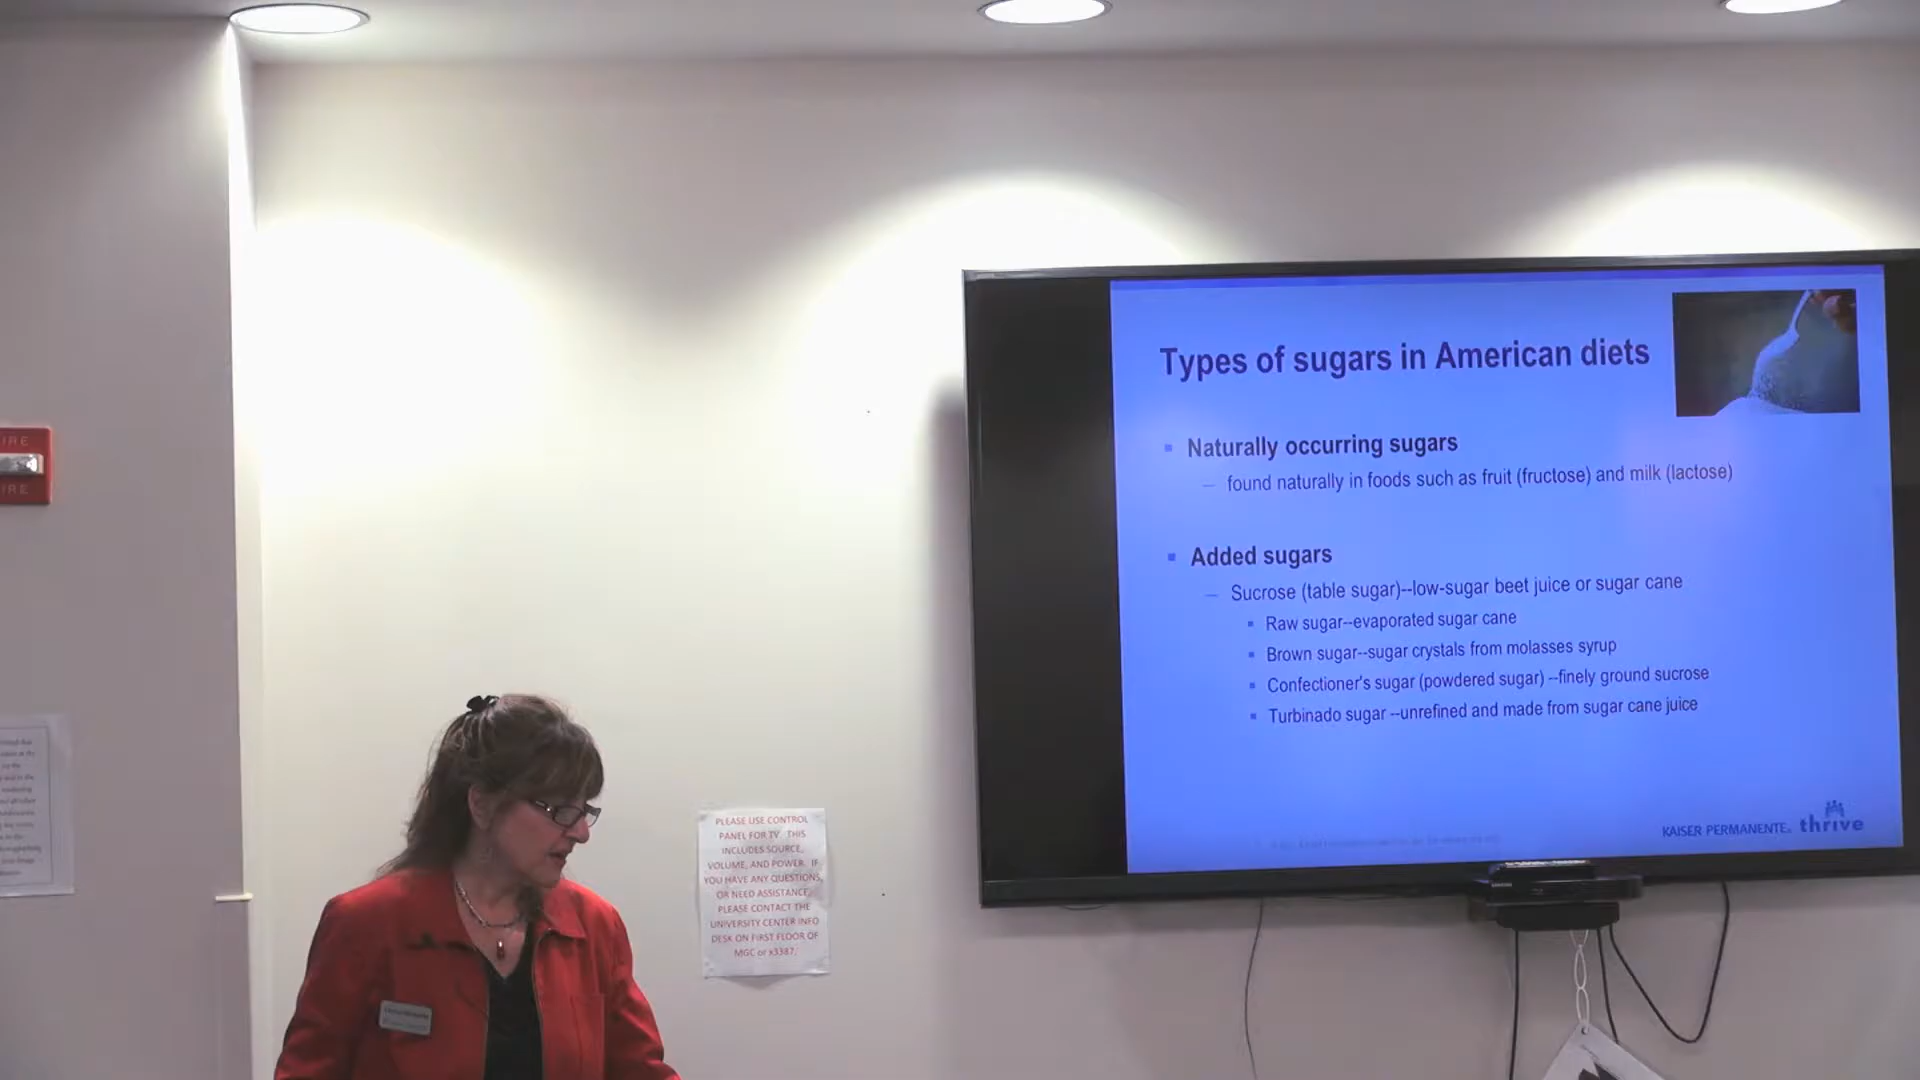 IRE
IRE
PLEASE USE CONTROL
PANEL FOR TV. THIS
INCLUDES SOURCE,
VOLUME, AND POWER. IF
YOU HAVE ANY QUESTIONS,
OR NEED ASSISTANCE,
PLEASE CONTACT THE
UNIVERSITY CENTER INFO
DESK ON FIRST FLOOR OF
MGC or x3387.
Types of sugars in American diets
Naturally occurring sugars
– found naturally in foods such as fruit (fructose) and milk (lactose)
Added sugars
– Sucrose (table sugar)--low-sugar beet juice or sugar cane
Raw sugar--evaporated sugar cane
Brown sugar--sugar crystals from molasses syrup
Confectioner's sugar (powdered sugar) --finely ground sucrose
Turbinado sugar --unrefined and made from sugar cane juice
KAISER PERMANENTE. thrive